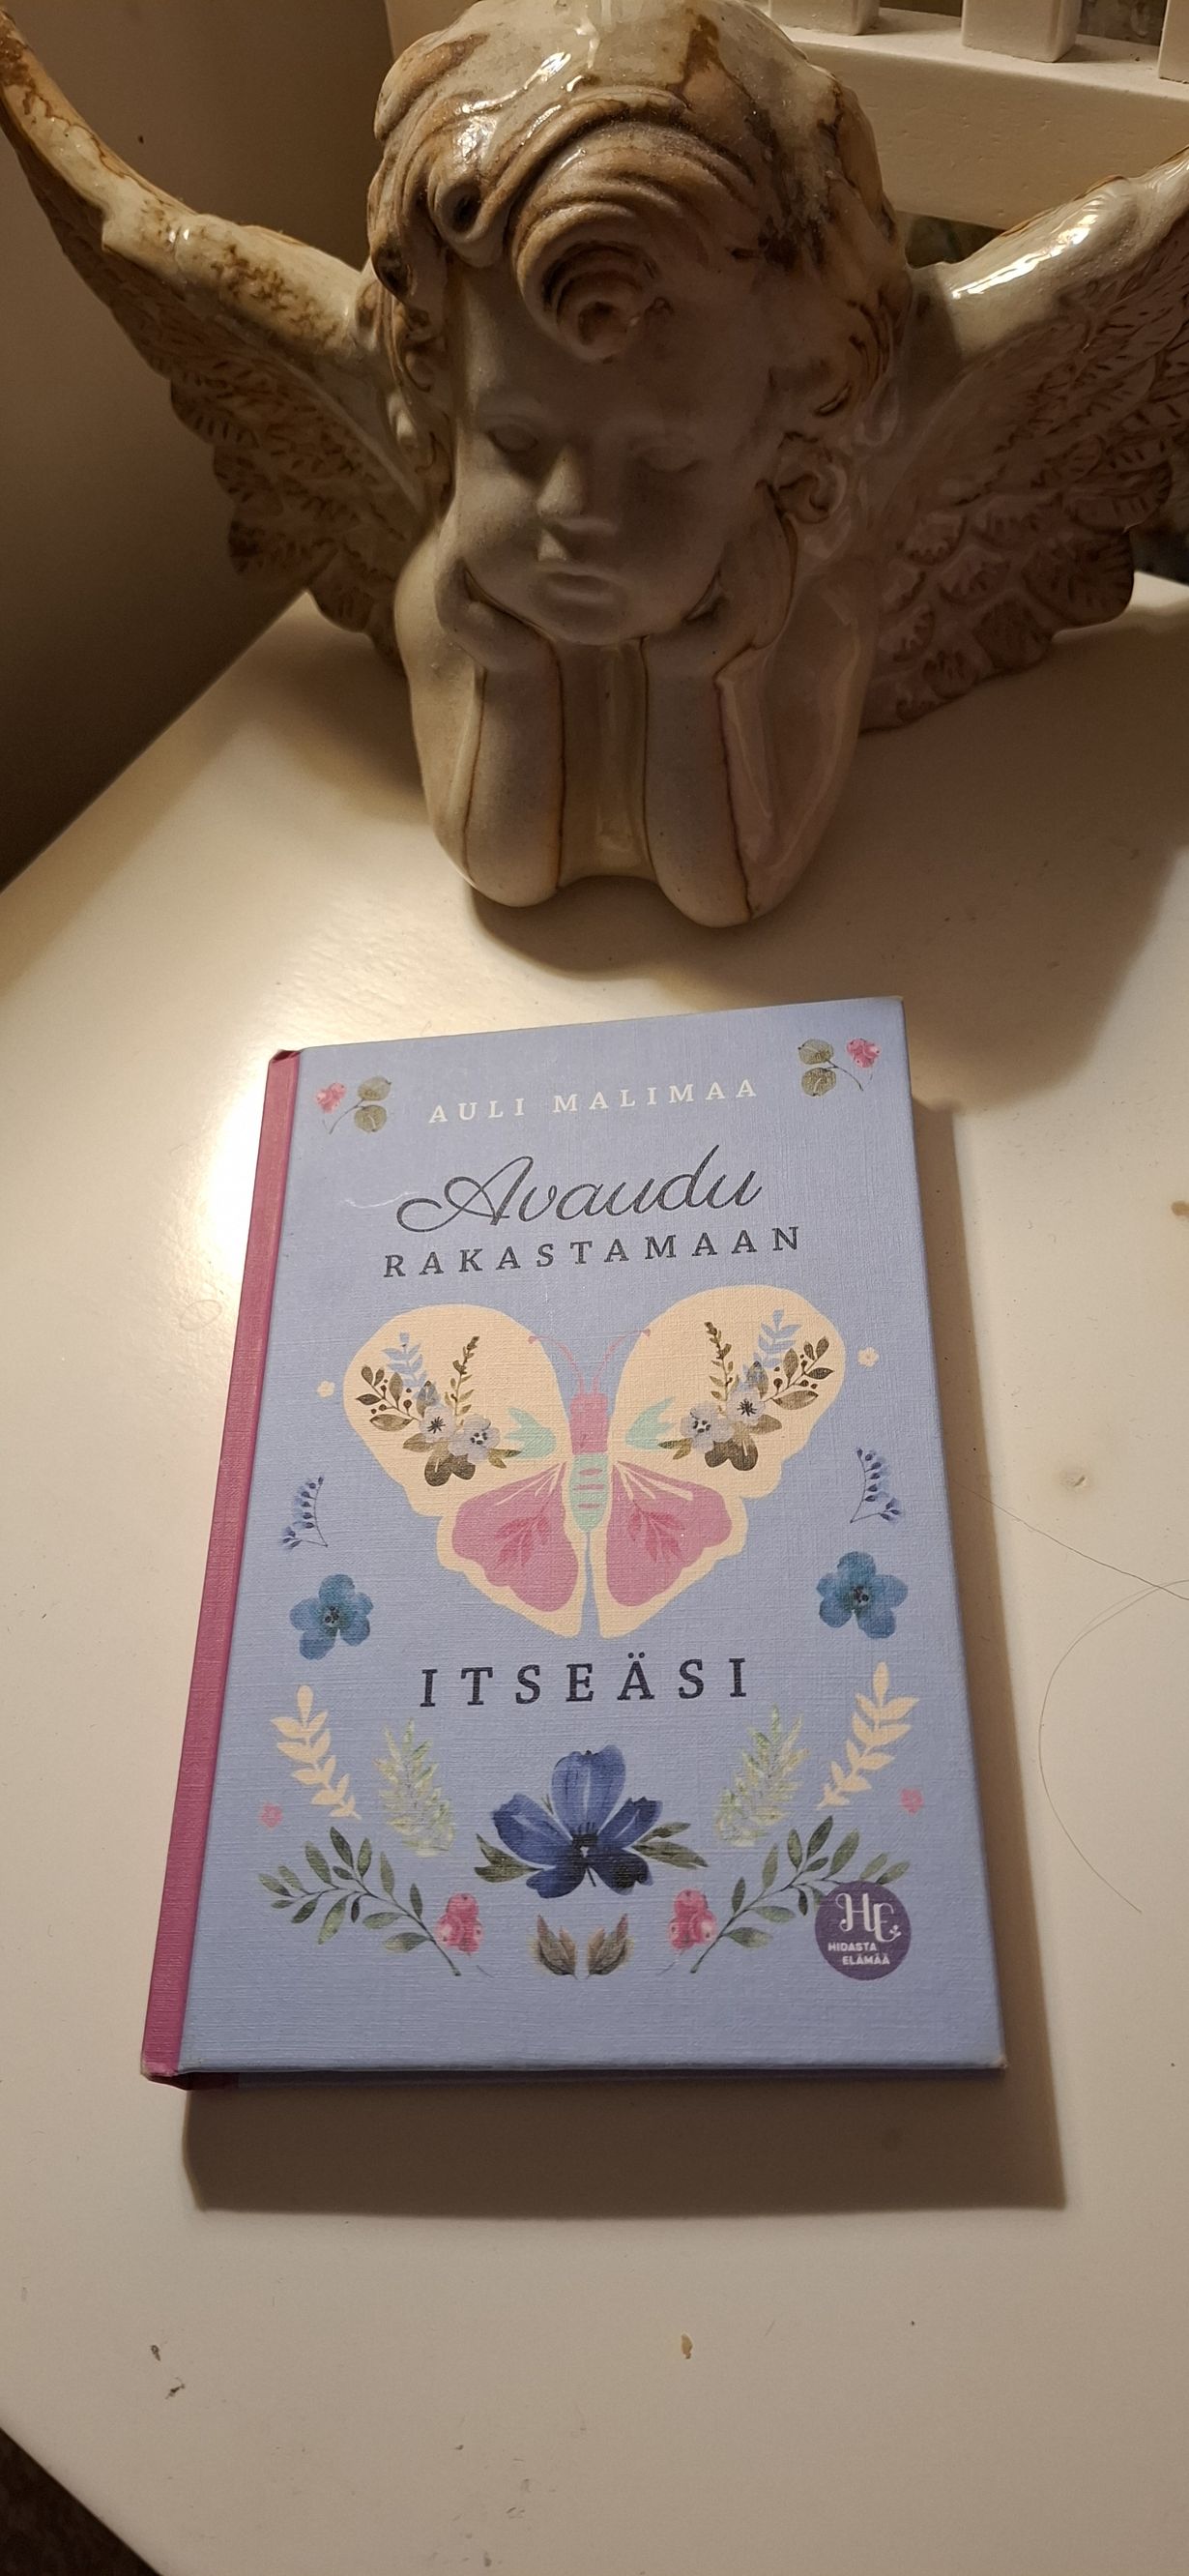 AULI MALIMAA
Avaudu
RAKASTAMAAN
ITSEÄSI
HE
HIDASTA
ELÄMÄÄ